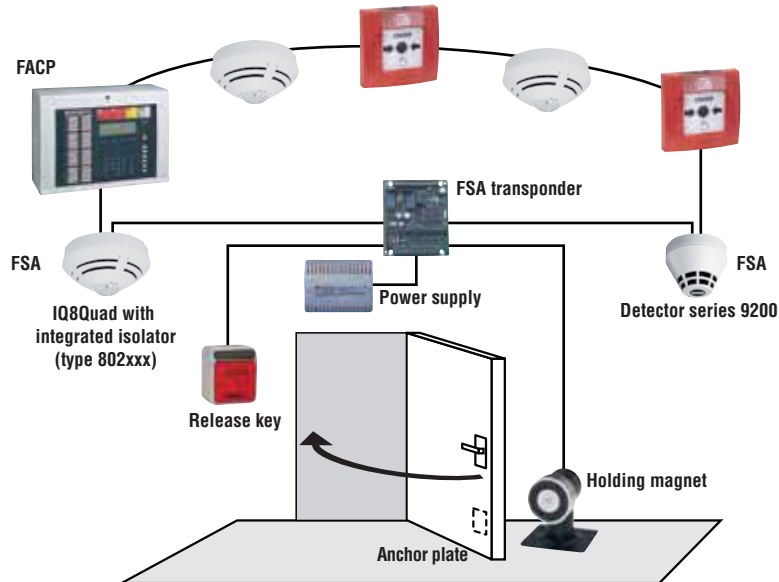 FACP
FSA transponder
FSA
FSA
IQ8Quad with
integrated isolator
(type 802xxx)
Power supply
Detector series 9200
Release key
Holding magnet
Anchor plate